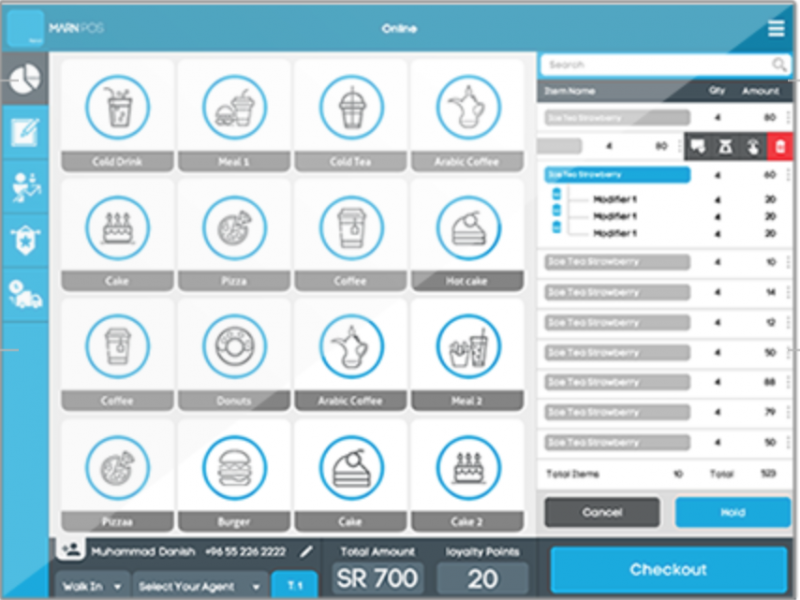 MARN POS
Online
Search
Item Name Qty Amount
Ice Tea Strawberry 4 80
4 80
Ice Tea Strawberry 4 60
Modifier 1 4 20
Modifier 1 4 20
Modifier 1 4 20
Ice Tea Strawberry 4 10
Ice Tea Strawberry 4 14
Ice Tea Strawberry 4 12
Ice Tea Strawberry 4 50
Ice Tea Strawberry 4 88
Ice Tea Strawberry 4 79
Ice Tea Strawberry 4 50
Total Items 10 Total 523
Cancel Hold
Cold Drink Meal 1 Cold Tea Arabic Coffee
Cake Pizza Coffee Hot cake
Coffee Donuts Arabic Coffee Meal 2
Pizzaa Burger Cake Cake 2
Muhammad Danish +96 55 226 2222
Walk In Select Your Agent T.1
Total Amount
SR 700
loyalty Points
20
Checkout